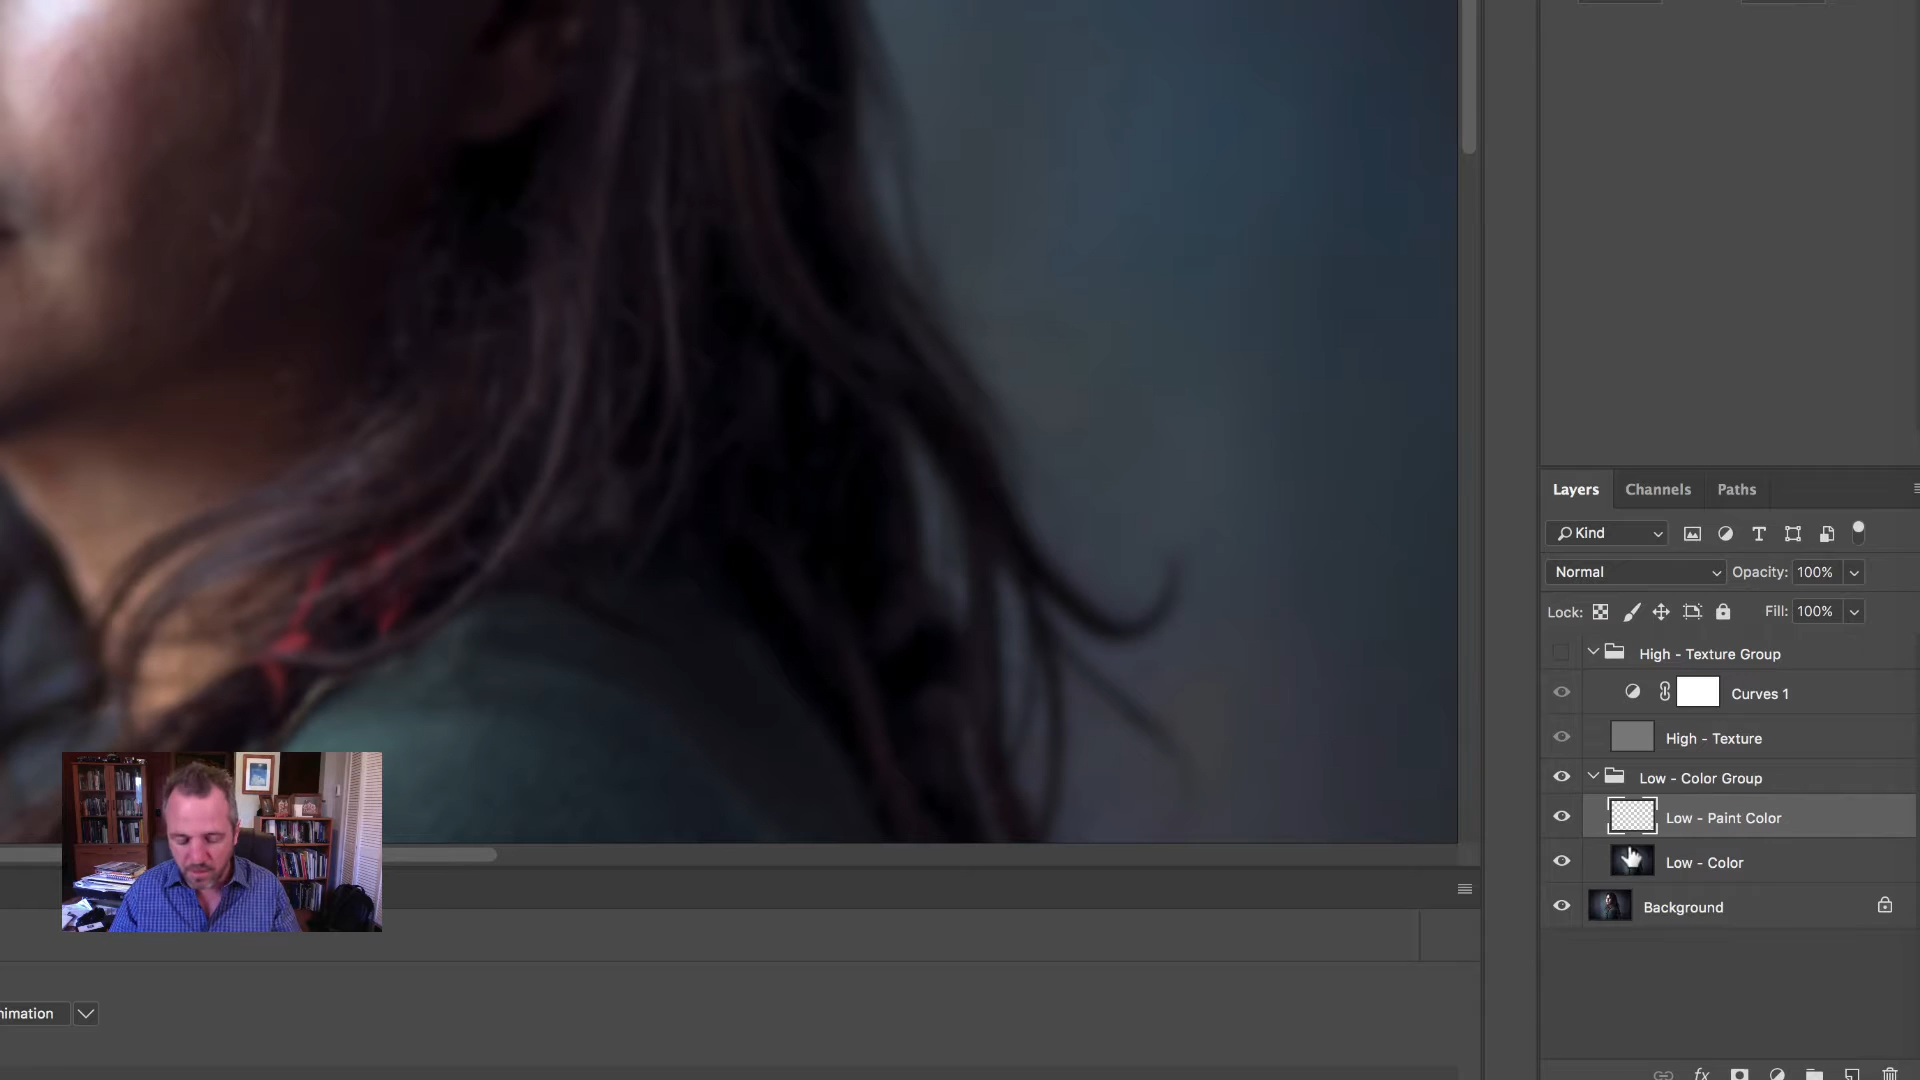 Layers Channels Paths
Kind
Normal Opacity: 100%
Lock: Fill: 100%
High - Texture Group
Curves 1
High - Texture
Low - Color Group
Low - Paint Color
Low - Color
Background
nimation
fx